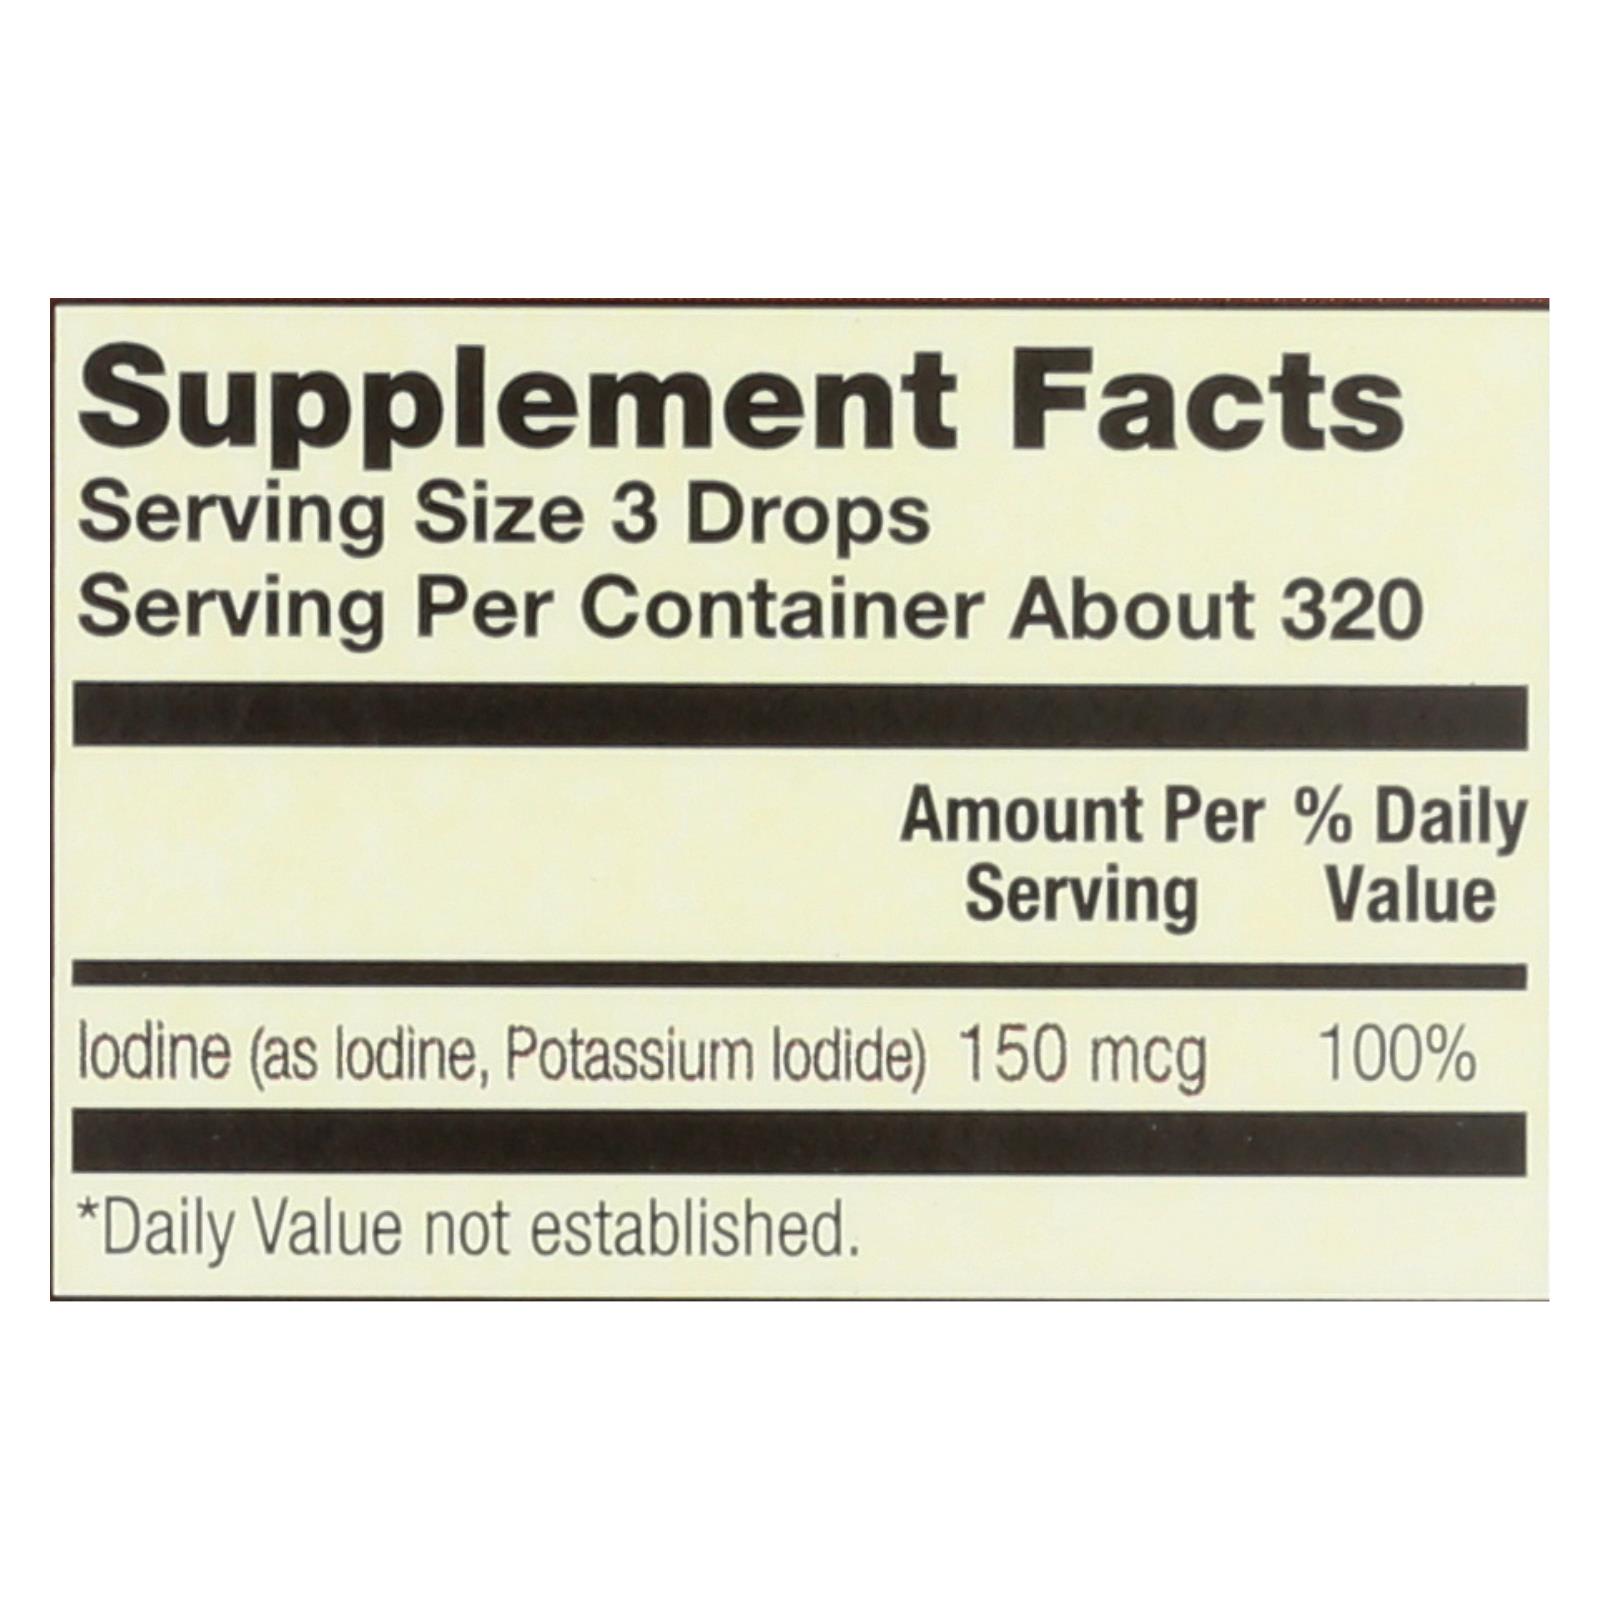 Supplement Facts
Serving Size 3 Drops
Serving Per Container About 320
Amount Per % Daily
Serving Value
Iodine (as Iodine, Potassium Iodide) 150 mcg 100%
*Daily Value not established.